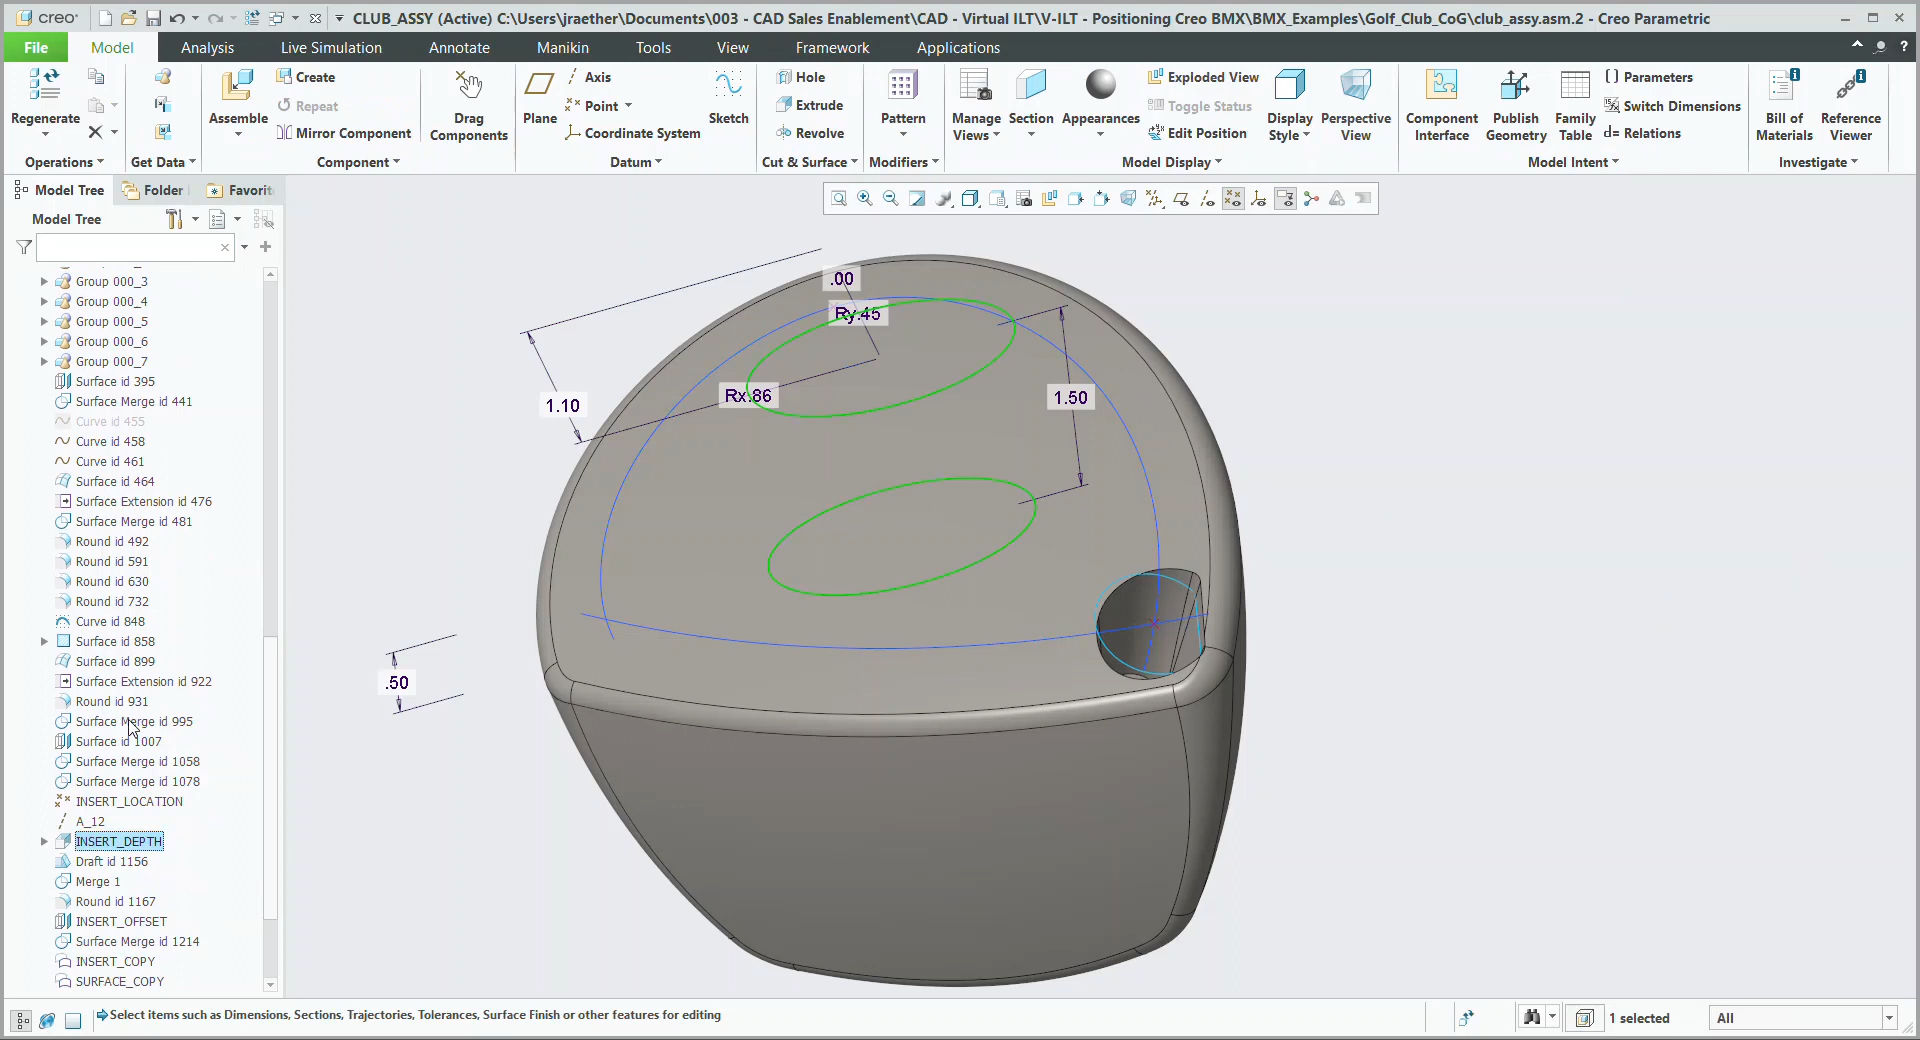 creo
CLUB_ASSY (Active) C:\Users\jraether\Documents\003 - CAD Sales Enablement\CAD - Virtual ILT\V-ILT - Positioning Creo BMX\BMX_Examples\Golf_Club_CoG\club_assy.asm.2 - Creo Parametric
File Model Analysis Live Simulation Annotate Manikin Tools View Framework Applications
Regenerate
Operations
Get Data
Assemble
Create
Repeat
Mirror Component
Component
Drag
Components
Plane
Axis
Point
Coordinate System
Sketch
Datum
Hole
Extrude
Revolve
Cut & Surface
Pattern
Modifiers
Manage
Views
Section
Appearances
Exploded View
Toggle Status
Edit Position
Display
Style
Perspective
View
Model Display
Component
Interface
Publish
Geometry
Family
Table
Parameters
Switch Dimensions
d= Relations
Model Intent
Bill of
Materials
Reference
Viewer
Investigate
Model Tree Folder Favorit
Model Tree
Group 000_3
Group 000_4
Group 000_5
Group 000_6
Group 000_7
Surface id 395
Surface Merge id 441
Curve id 455
Curve id 458
Curve id 461
Surface id 464
Surface Extension id 476
Surface Merge id 481
Round id 492
Round id 591
Round id 630
Round id 732
Curve id 848
Surface id 858
Surface id 899
Surface Extension id 922
Round id 931
Surface Merge id 995
Surface id 1007
Surface Merge id 1058
Surface Merge id 1078
INSERT_LOCATION
A_12
INSERT_DEPTH
Draft id 1156
Merge 1
Round id 1167
INSERT_OFFSET
Surface Merge id 1214
INSERT_COPY
SURFACE_COPY
.00
Ry.45
Rx.86
1.10
1.50
.50
Select items such as Dimensions, Sections, Trajectories, Tolerances, Surface Finish or other features for editing
1 selected
All